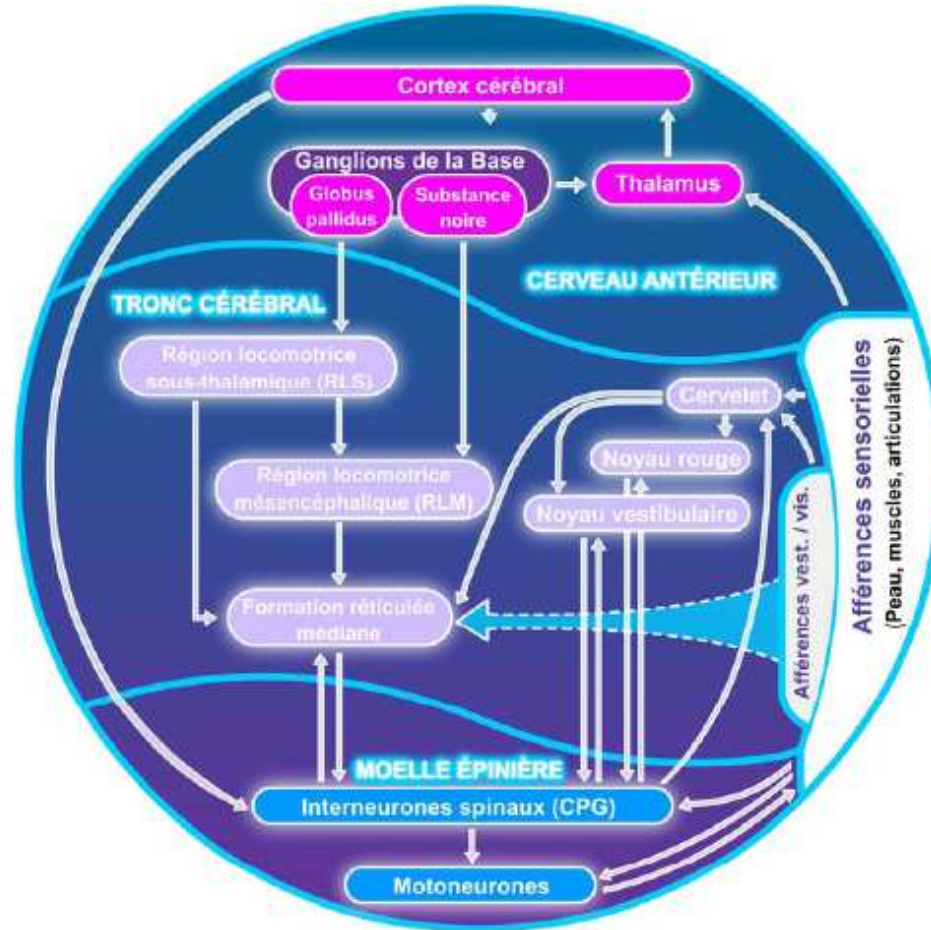 Cortex cérébral
Ganglions de la Base
Globus
pallidus
Substance
noire
Thalamus
CERVEAU ANTÉRIEUR
TRONC CÉRÉBRAL
Région locomotrice
sous-thalamique (RLS)
Cervelet
Noyau rouge
Région locomotrice
mésencéphalique (RLM)
Noyau vestibulaire
Formation réticulée
médiane
Afférences vest. / vis.
Afférences sensorielles
(Peau, muscles, articulations)
MOELLE ÉPINIÈRE
Interneurones spinaux (CPG)
Motoneurones